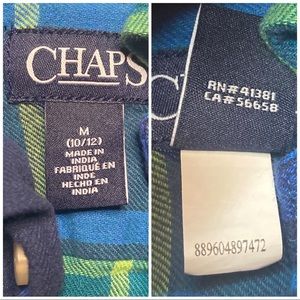 CHAPS
M
(10/12)
MADE IN
INDIA
FABRIQUÉ EN
INDE
HECHO EN
INDIA
RN#41381
CA#56658
889604897472